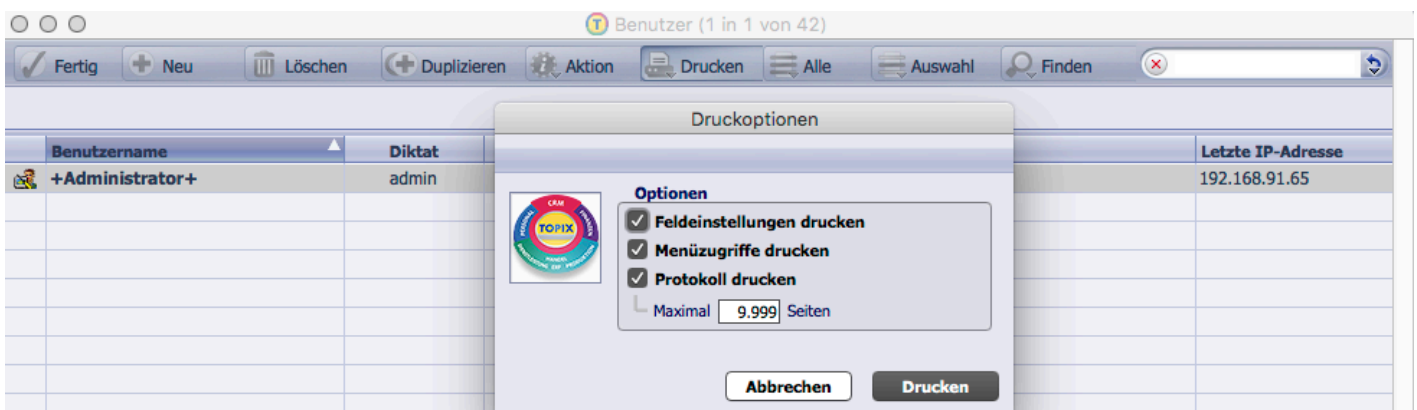 Benutzer (1 in 1 von 42)
Fertig Neu Löschen Duplizieren Aktion Drucken Alle Auswahl Finden
Druckoptionen
Benutzername Diktat Letzte IP-Adresse
+Administrator+ admin 192.168.91.65
Optionen
CRM
TOPIX
Feldeinstellungen drucken
Menüzugriffe drucken
Protokoll drucken
Maximal 9.999 Seiten
Abbrechen Drucken